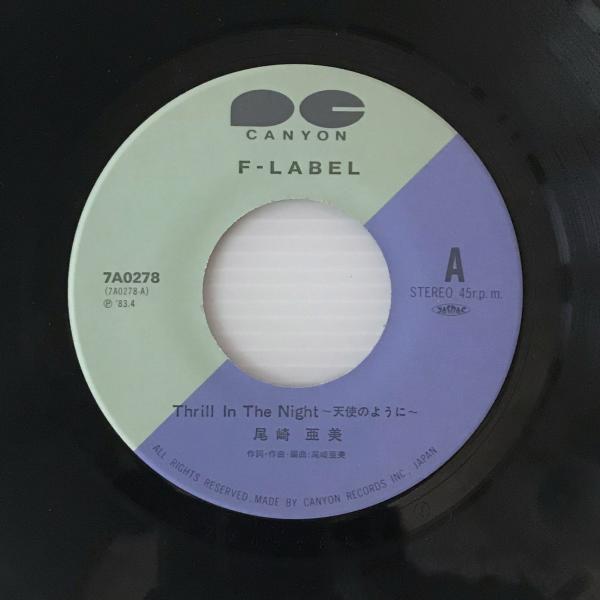 CANYON
F-LABEL
7A0278
(7A0278-A)
Ⓟ '83.4
A
STEREO 45r.p.m.
Thrill In The Night〜天使のように〜
尾崎 亜美
作詞・作曲・編曲:尾崎亜美
ALL RIGHTS RESERVED. MADE BY CANYON RECORDS INC, JAPAN